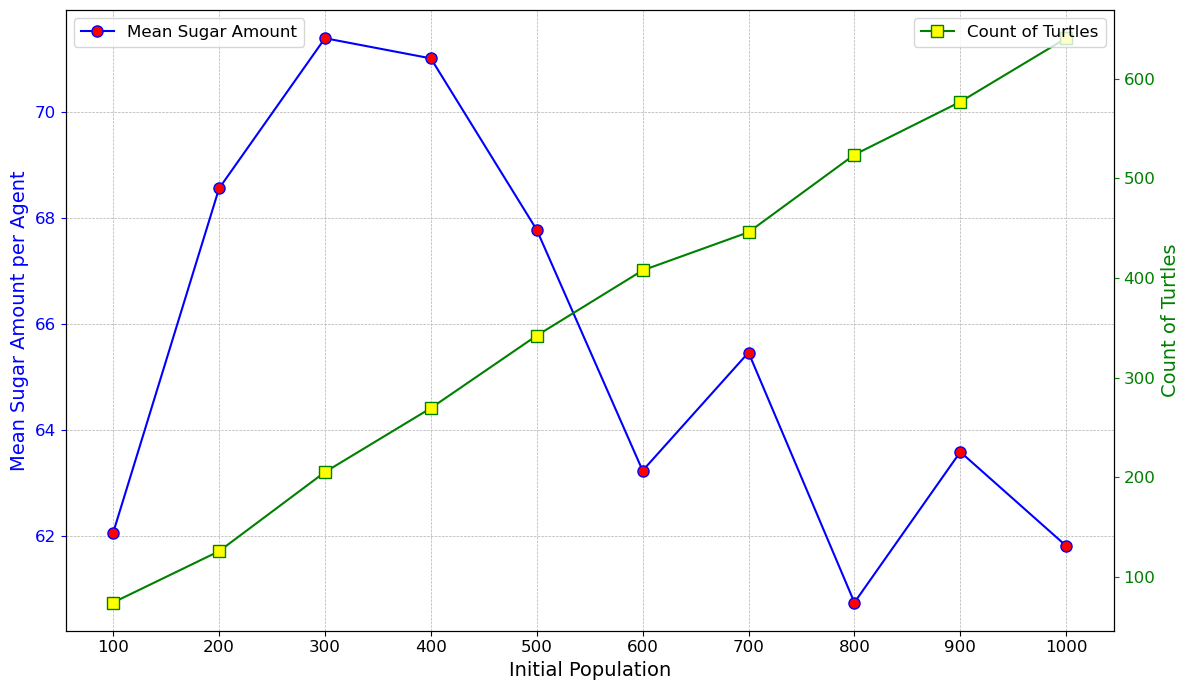 Mean Sugar Amount
Count of Turtles
Mean Sugar Amount per Agent
70
68
66
64
62
600
500
400
300
200
100
Count of Turtles
100 200 300 400 500 600 700 800 900 1000
Initial Population